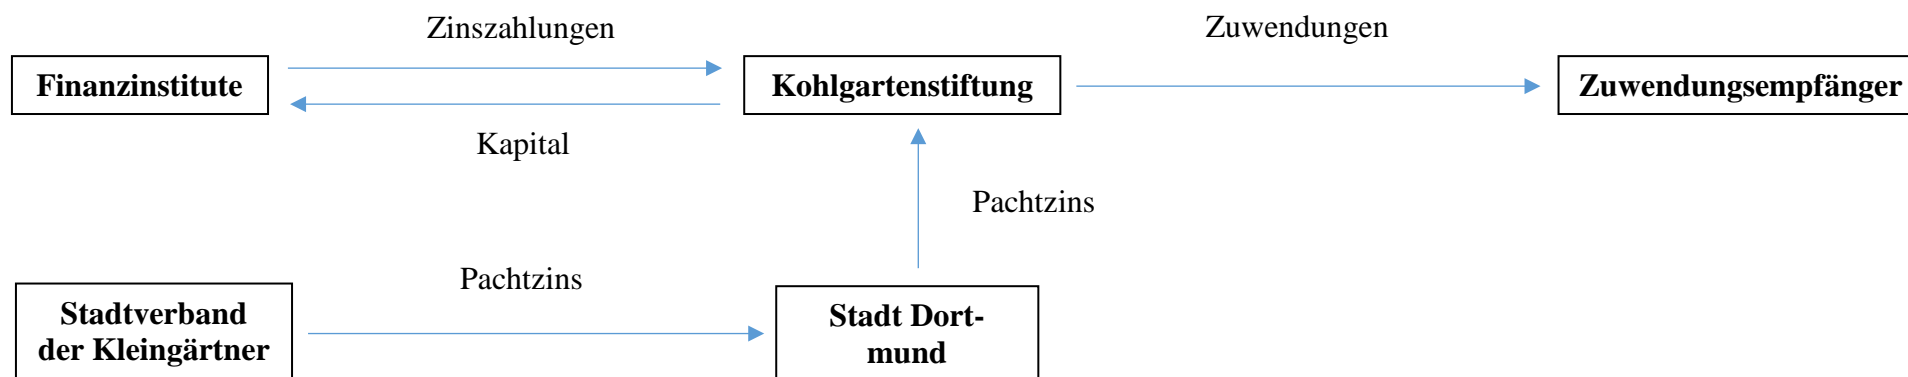 Zinszahlungen
Zuwendungen
Finanzinstitute
Kohlgartenstiftung
Zuwendungsempfänger
Kapital
Pachtzins
Pachtzins
Stadtverband
der Kleingärtner
Stadt Dort-
mund